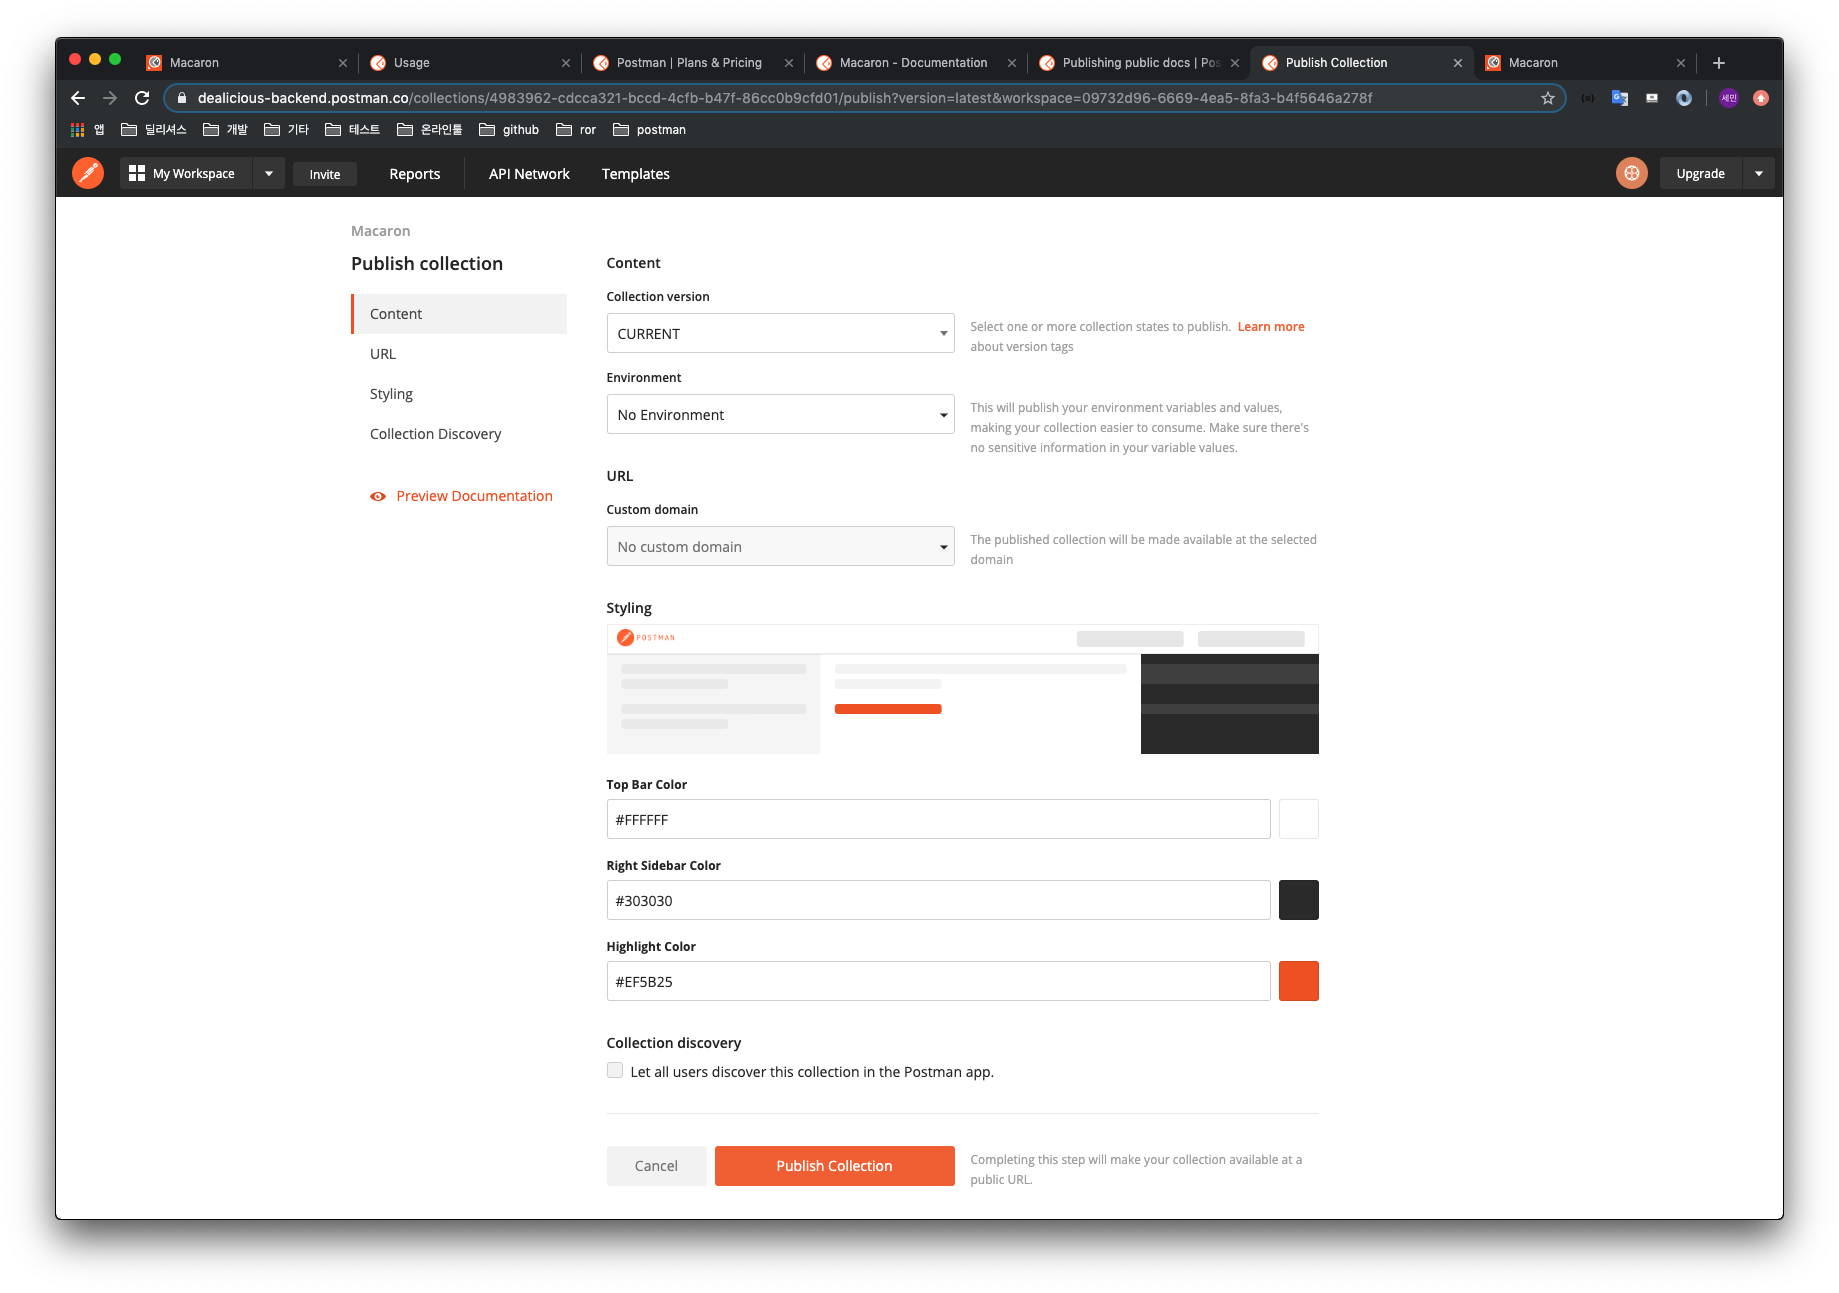 Macaron
Usage
Postman | Plans & Pricing
Macaron - Documentation
Publishing public docs | Pos
Publish Collection
Macaron
dealicious-backend.postman.co/collections/4983962-cdcca321-bccd-4cfb-b47f-86cc0b9cfd01/publish?version=latest&workspace=09732d96-6669-4ea5-8fa3-b4f5646a278f
세민
앱 딜리셔스 개발 기타 테스트 온라인툴 github ror postman
My Workspace Invite Reports API Network Templates Upgrade
Macaron
Publish collection
Content
URL
Styling
Collection Discovery
Preview Documentation
Content
Collection version
CURRENT
Select one or more collection states to publish. Learn more
about version tags
Environment
No Environment
This will publish your environment variables and values,
making your collection easier to consume. Make sure there's
no sensitive information in your variable values.
URL
Custom domain
No custom domain
The published collection will be made available at the selected
domain
Styling
POSTMAN
Top Bar Color
#FFFFFF
Right Sidebar Color
#303030
Highlight Color
#EF5B25
Collection discovery
Let all users discover this collection in the Postman app.
Cancel
Publish Collection
Completing this step will make your collection available at a
public URL.